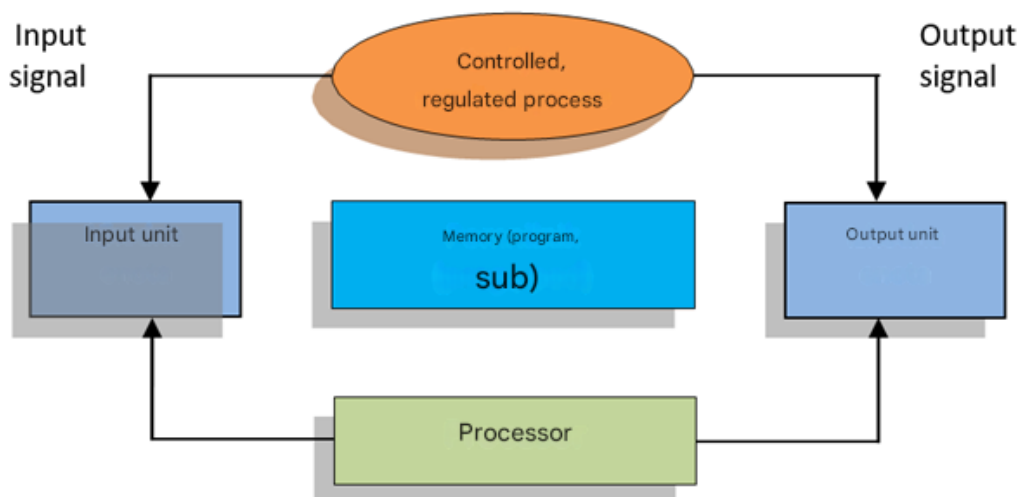 Input
signal
Controlled,
regulated process
Output
signal
Input unit
Memory (program,
sub)
Output unit
Processor